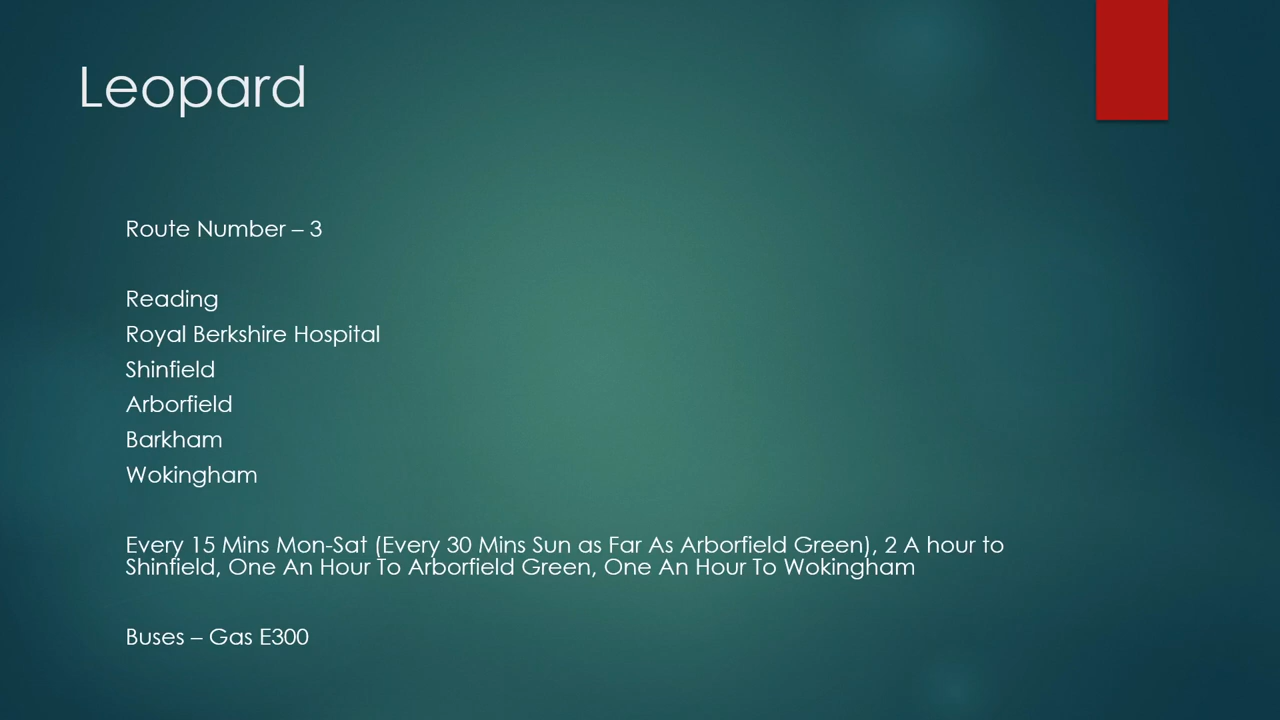 Leopard
Route Number – 3
Reading
Royal Berkshire Hospital
Shinfield
Arborfield
Barkham
Wokingham
Every 15 Mins Mon-Sat (Every 30 Mins Sun as Far As Arborfield Green), 2 A hour to
Shinfield, One An Hour To Arborfield Green, One An Hour To Wokingham
Buses – Gas E300